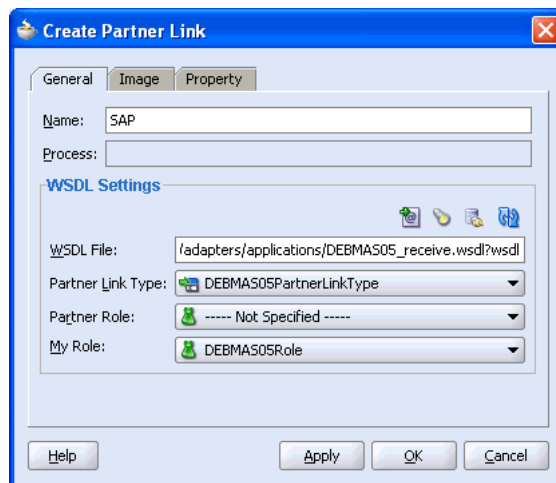 Create Partner Link
General Image Property
Name: SAP
Process:
WSDL Settings
WSDL File: /adapters/applications/DEBMAS05_receive.wsdl?wsdl
Partner Link Type: DEBMAS05PartnerLinkType
Partner Role: ----- Not Specified -----
My Role: DEBMAS05Role
Help Apply OK Cancel